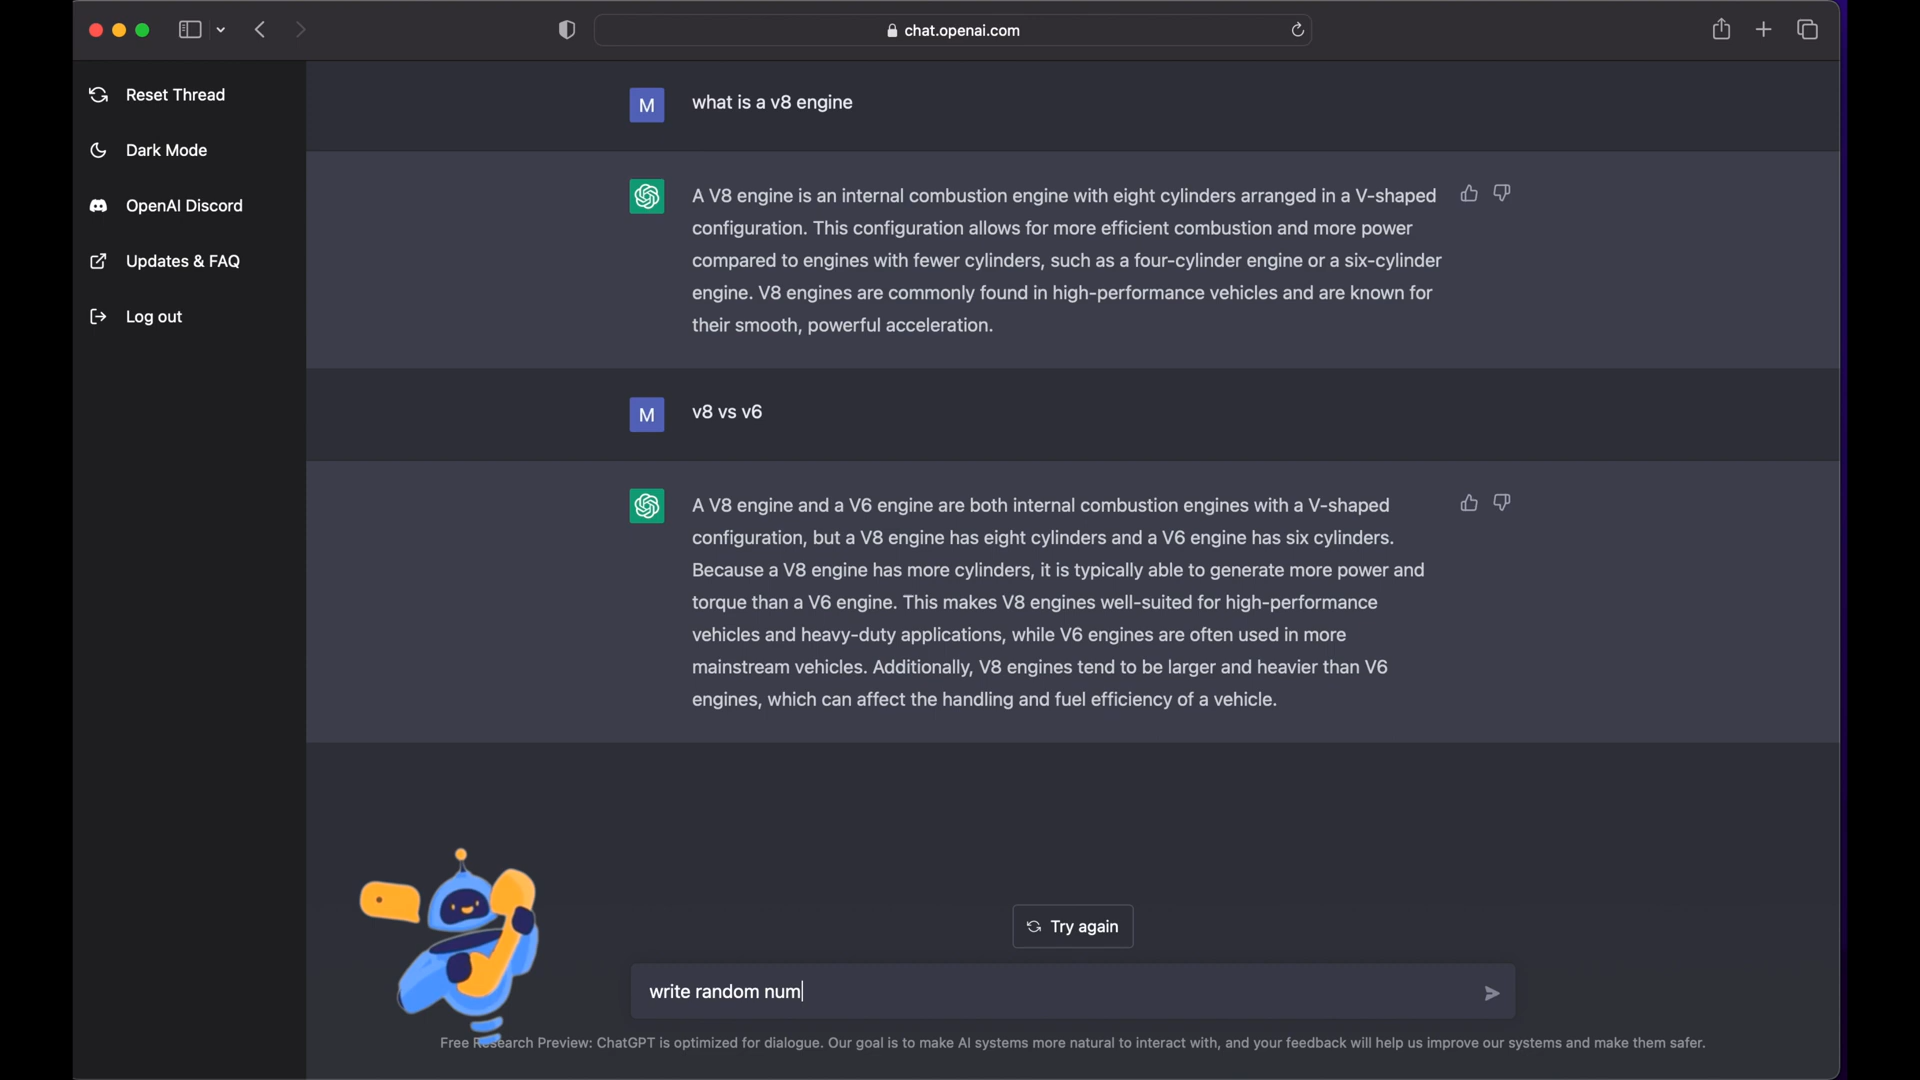 chat.openai.com
Reset Thread
Dark Mode
OpenAI Discord
Updates & FAQ
Log out
M
what is a v8 engine
A V8 engine is an internal combustion engine with eight cylinders arranged in a V-shaped
configuration. This configuration allows for more efficient combustion and more power
compared to engines with fewer cylinders, such as a four-cylinder engine or a six-cylinder
engine. V8 engines are commonly found in high-performance vehicles and are known for
their smooth, powerful acceleration.
M
v8 vs v6
A V8 engine and a V6 engine are both internal combustion engines with a V-shaped
configuration, but a V8 engine has eight cylinders and a V6 engine has six cylinders.
Because a V8 engine has more cylinders, it is typically able to generate more power and
torque than a V6 engine. This makes V8 engines well-suited for high-performance
vehicles and heavy-duty applications, while V6 engines are often used in more
mainstream vehicles. Additionally, V8 engines tend to be larger and heavier than V6
engines, which can affect the handling and fuel efficiency of a vehicle.
Try again
write random num
Free Research Preview: ChatGPT is optimized for dialogue. Our goal is to make AI systems more natural to interact with, and your feedback will help us improve our systems and make them safer.